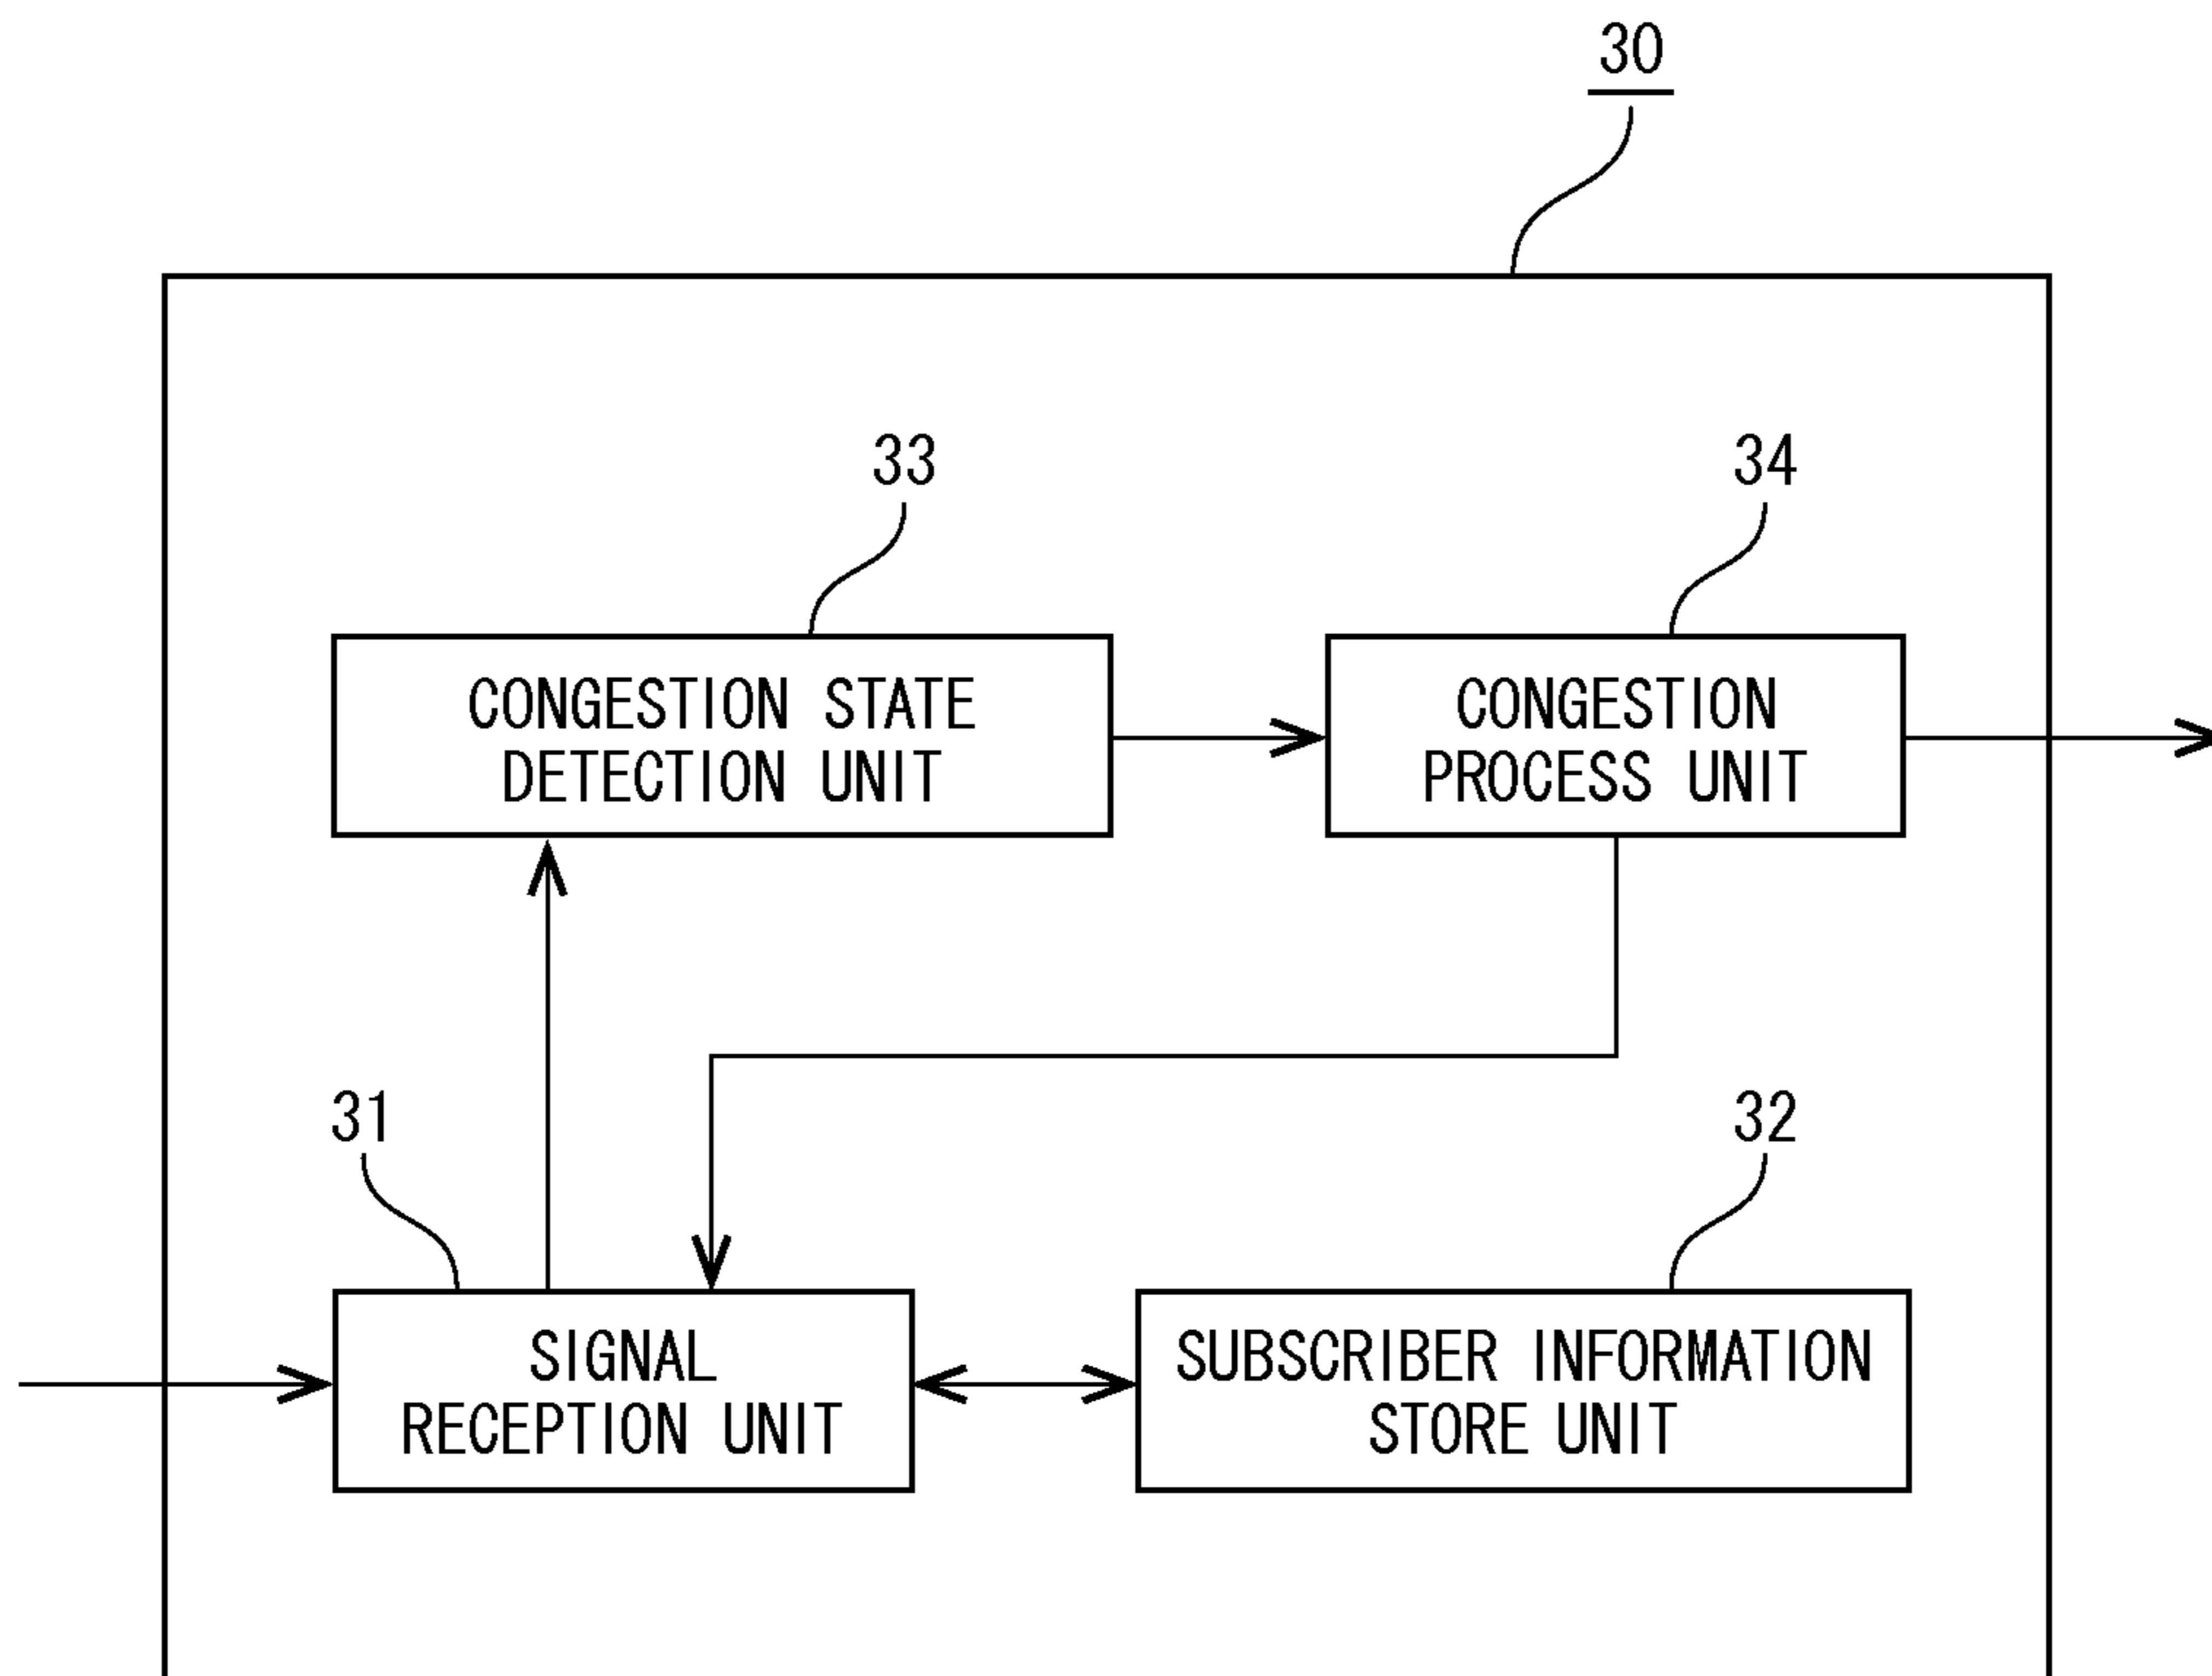 30
33
34
CONGESTION STATE
DETECTION UNIT
CONGESTION
PROCESS UNIT
31
32
SIGNAL
RECEPTION UNIT
SUBSCRIBER INFORMATION
STORE UNIT